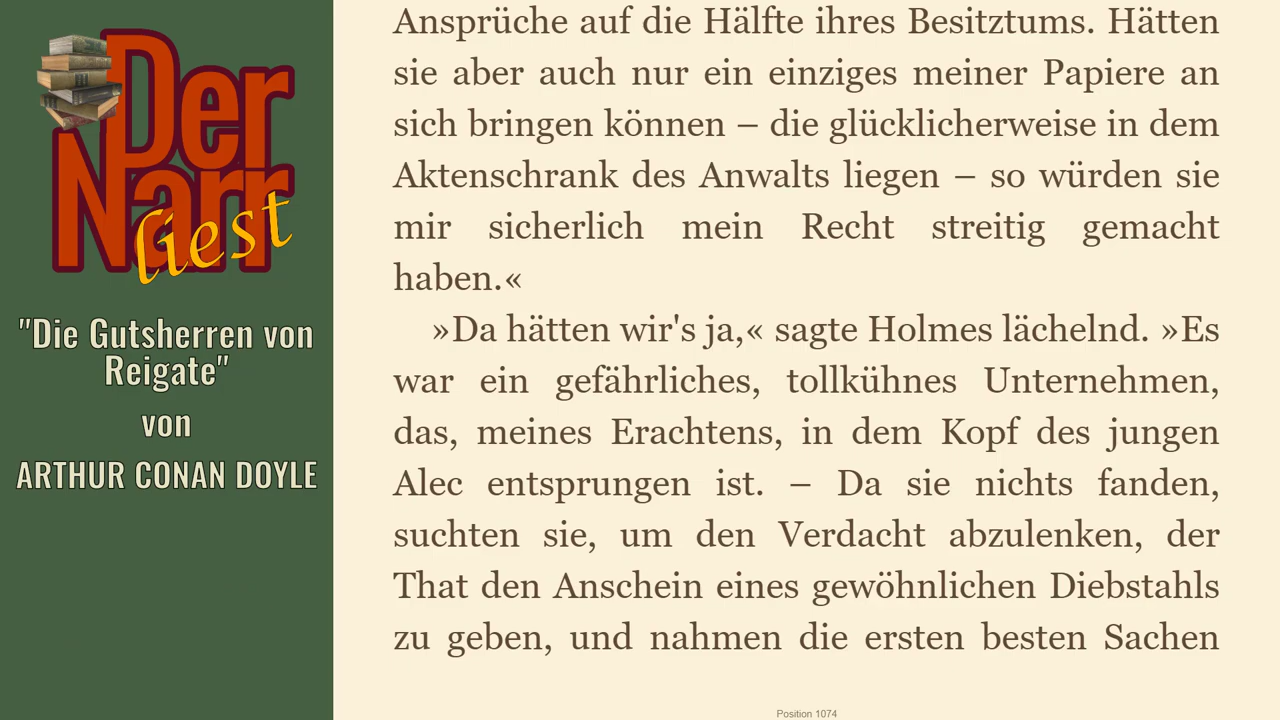 Der
Narr
liest
"Die Gutsherren von
Reigate"
von
ARTHUR CONAN DOYLE
Ansprüche auf die Hälfte ihres Besitztums. Hätten
sie aber auch nur ein einziges meiner Papiere an
sich bringen können – die glücklicherweise in dem
Aktenschrank des Anwalts liegen – so würden sie
mir sicherlich mein Recht streitig gemacht
haben.«
»Da hätten wir's ja,« sagte Holmes lächelnd. »Es
war ein gefährliches, tollkühnes Unternehmen,
das, meines Erachtens, in dem Kopf des jungen
Alec entsprungen ist. – Da sie nichts fanden,
suchten sie, um den Verdacht abzulenken, der
That den Anschein eines gewöhnlichen Diebstahls
zu geben, und nahmen die ersten besten Sachen
Position 1074